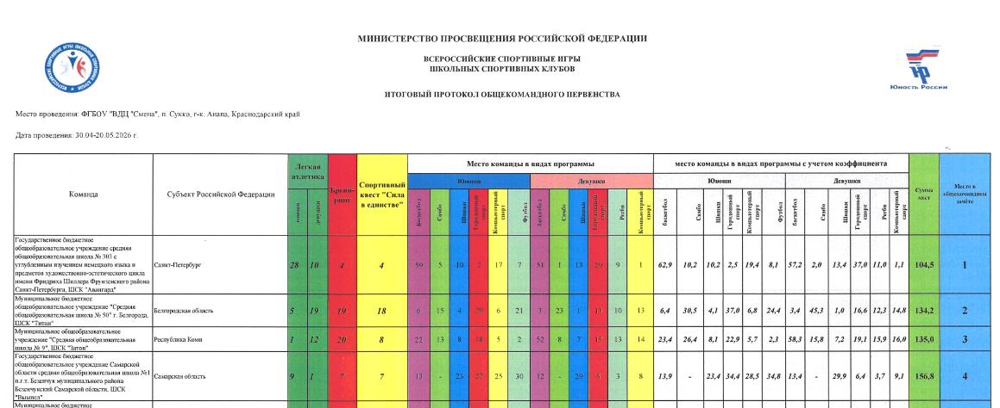 МИНИСТЕРСТВО ПРОСВЕЩЕНИЯ РОССИЙСКОЙ ФЕДЕРАЦИИ
ВСЕРОССИЙСКИЕ СПОРТИВНЫЕ ИГРЫ
ШКОЛЬНЫХ СПОРТИВНЫХ КЛУБОВ
Юность России
ИТОГОВЫЙ ПРОТОКОЛ ОБЩЕКОМАНДНОГО ПЕРВЕНСТВА
Место проведения: ФГБОУ "ВДЦ "Смена", п. Сукко, г-к. Анапа, Краснодарский край
Дата проведения: 30.04-20.05.2026 г.
Команда
Субъект Российской Федерации
Легкая атлетика
юноши
девушки
Брейн-ринг
Спортивный квест "Сила в единстве"
Место команды в видах программы
Юноши
Девушки
Баскетбол Самбо Шашки Городошный спорт Компьютерный спорт Футбол
баскетбол Самбо Шашки Городошный спорт Регби Компьютерный спорт
место команды в видах программы с учетом коэффициента
Юноши
Девушки
баскетбол Самбо Шашки Городошный спорт Компьютерный спорт Футбол
баскетбол Самбо Шашки Городошный спорт Регби Компьютерный спорт
Сумма мест
Место в общекомандном зачёте
Государственное бюджетное
общеобразовательное учреждение средняя
общеобразовательная школа № 303 с
углубленным изучением немецкого языка и
предметов художественно-эстетического цикла
имени Фридриха Шиллера Фрунзенского района
Санкт-Петербурга, ШСК "Авангард"
Санкт-Петербург
28 10 4 4 59 5 10 2 17 7 51 1 13 29 9 1 62,9 10,2 10,2 2,5 19,4 8,1 57,2 2,0 13,4 37,0 11,0 1,1 104,5 1
Муниципальное бюджетное
общеобразовательное учреждение "Средняя
общеобразовательная школа № 50" г. Белгорода,
ШСК "Титан"
Белгородская область
5 19 19 18 6 15 4 29 6 21 3 23 1 13 10 13 6,4 30,5 4,1 37,0 6,8 24,4 3,4 45,3 1,0 16,6 12,3 14,8 134,2 2
Муниципальное общеобразовательное
учреждение "Средняя общеобразовательная
школа № 9", ШСК "Затон"
Республика Коми
1 12 20 8 22 13 8 18 5 2 52 8 7 15 13 14 23,4 26,4 8,1 22,9 5,7 2,3 58,3 15,8 7,2 19,1 15,9 16,0 135,0 3
Государственное бюджетное
общеобразовательное учреждение Самарской
области средняя общеобразовательная школа №1
п.г.т. Безенчук муниципального района
Безенчукский Самарской области, ШСК
"Вымпел"
Самарская область
9 1 7 7 13 - 23 27 25 30 12 - 29 5 3 8 13,9 - 23,4 34,4 28,5 34,8 13,4 - 29,9 6,4 3,7 9,1 156,8 4
Муниципальное бюджетное